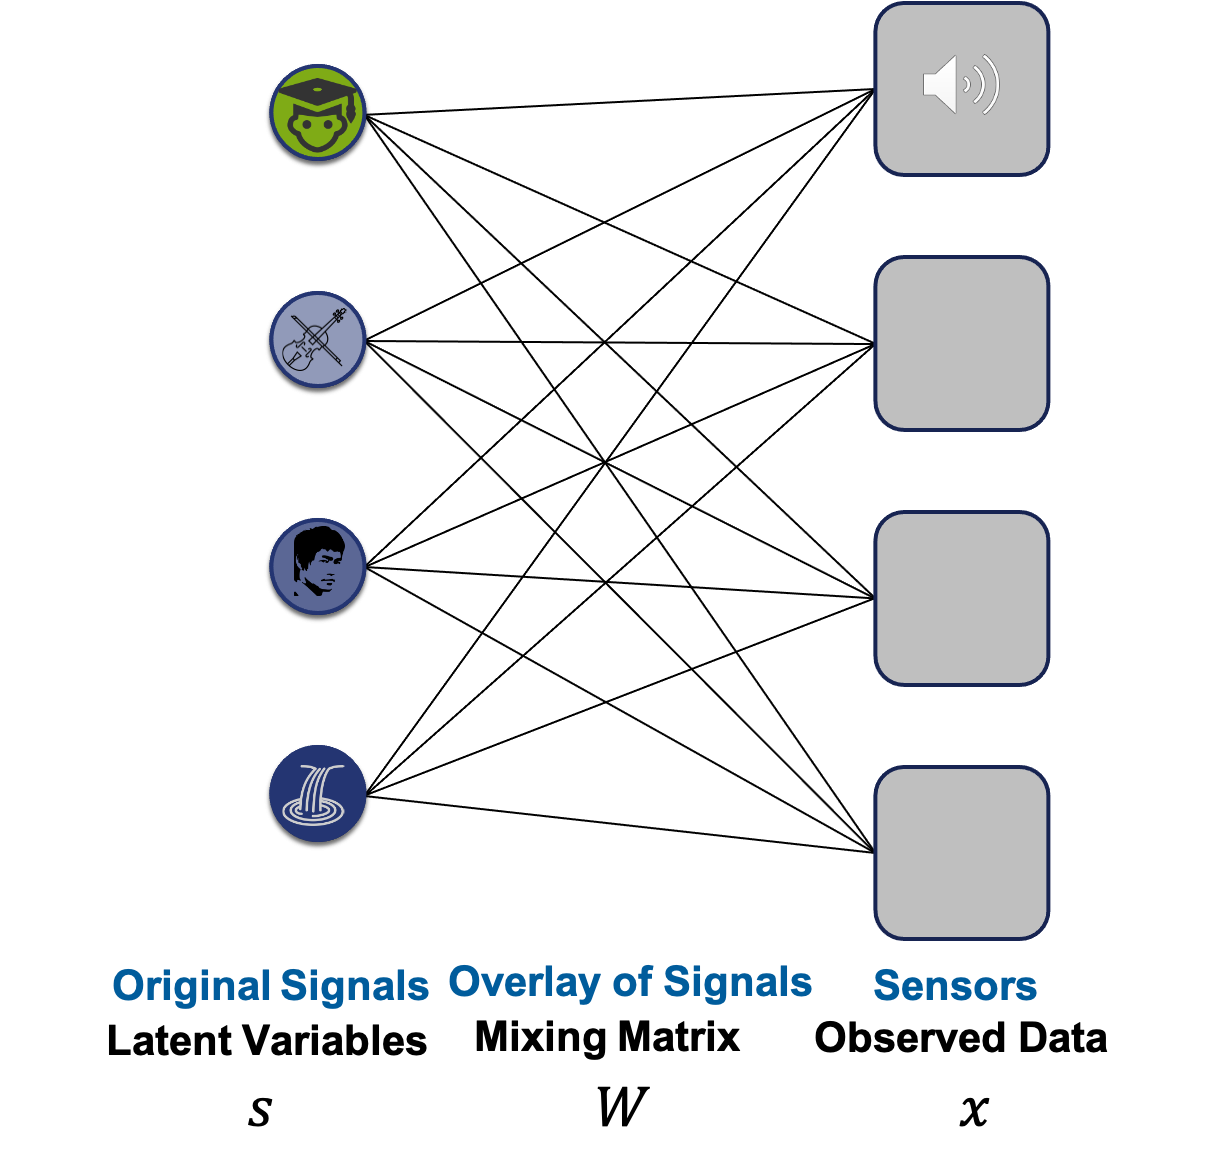 Original Signals
Overlay of Signals
Sensors
Latent Variables
Mixing Matrix
Observed Data
s
W
x